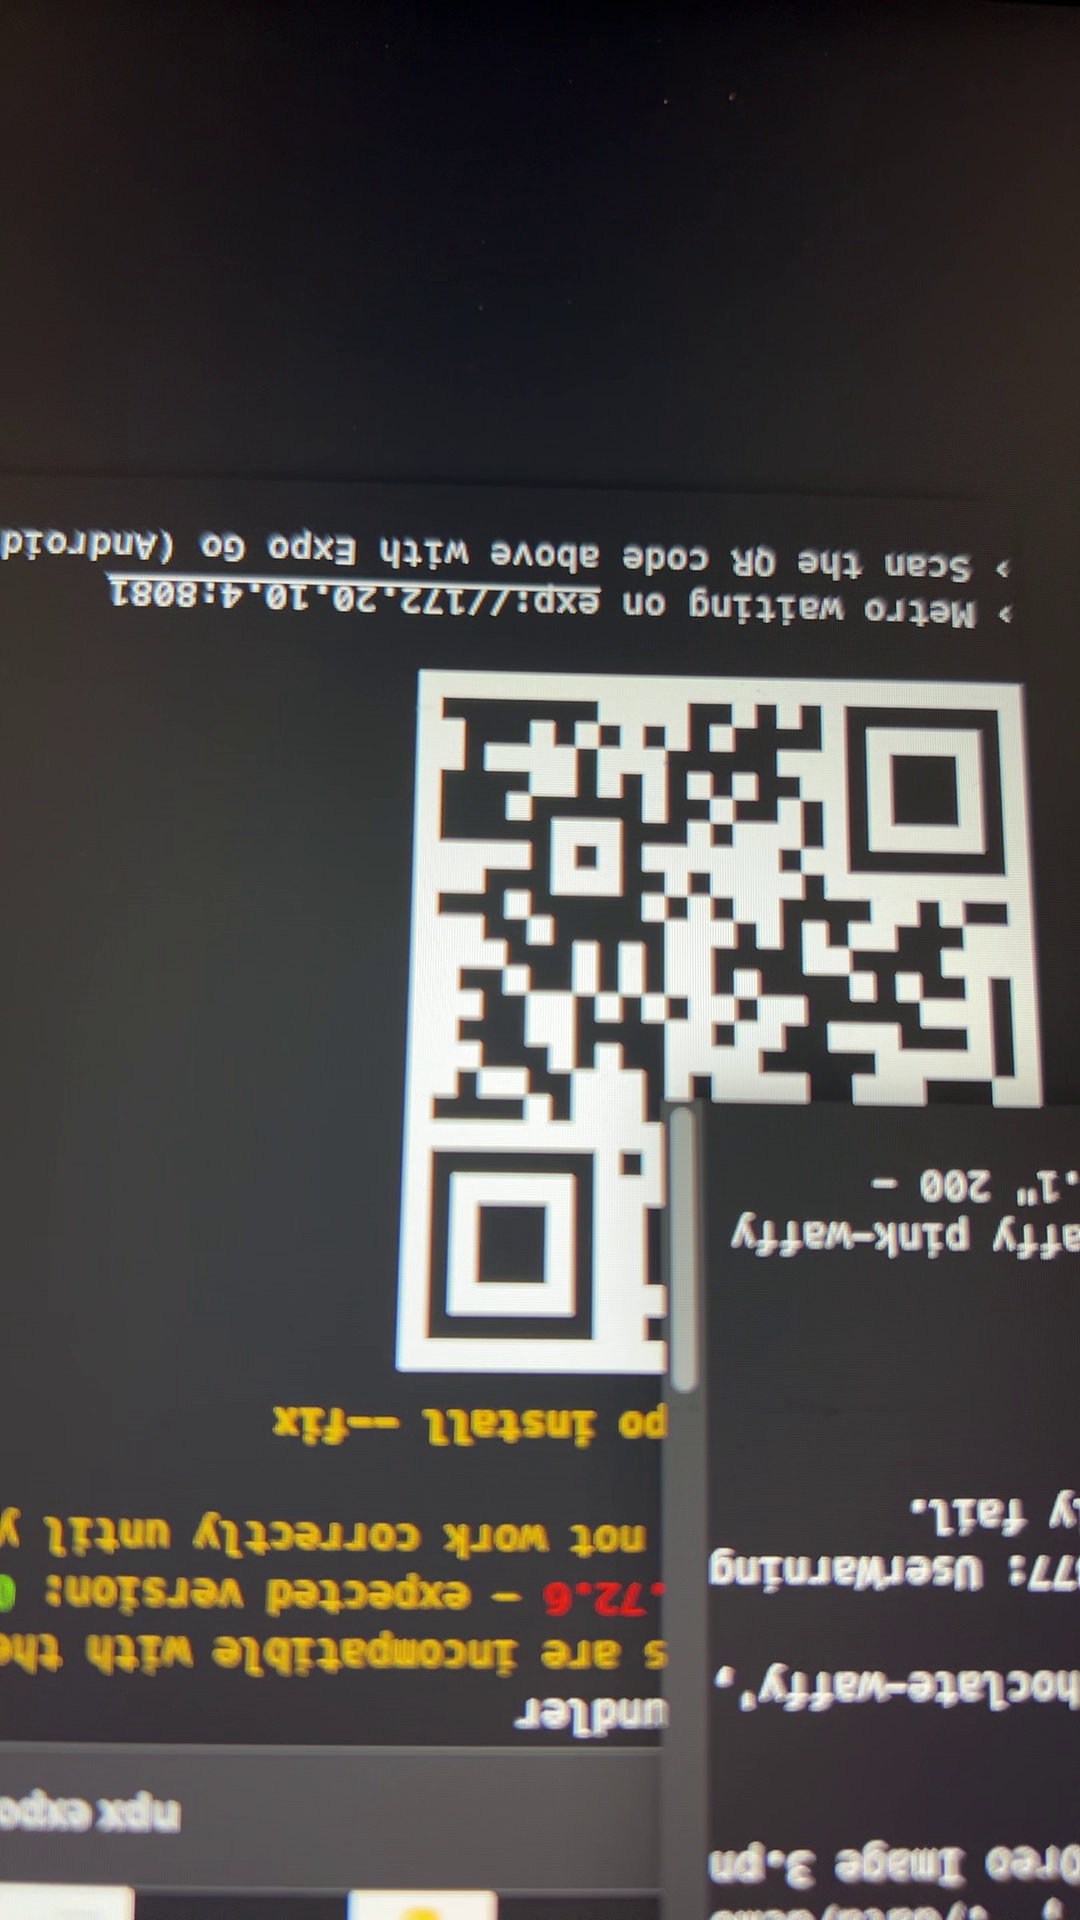 npx expo
undler
s are incompatible with the
.72.6 - expected version: 0
not work correctly until y
po install --fix
› Metro waiting on exp://172.20.10.4:8081
› Scan the QR code above with Expo Go (Android
Oreo Image 3.pn
hoclate-waffy',
77: UserWarning
ly fail.
affy pink-waffy
.1" 200 -